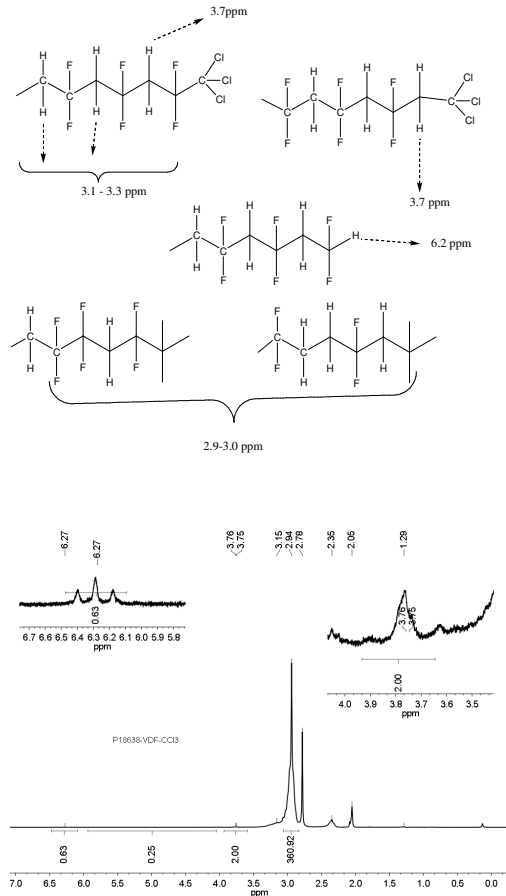 3.7ppm
H H H Cl
F F F
C C Cl
C Cl
H H H
F F F
3.1 - 3.3 ppm
F H F H F H Cl
C C C C Cl
Cl
F H F H F H
3.7 ppm
H F H F H F
C C H
H F H F H F
6.2 ppm
H F F H F
C C
H F F H F
F H H F H
C C
F H H F H
2.9-3.0 ppm
6.27 6.27 3.76 3.75 3.15 2.94 2.78 2.35 2.05 1.29
0.63
6.7 6.6 6.5 6.4 6.3 6.2 6.1 6.0 5.9 5.8
ppm
3.76 3.75
2.00
4.0 3.9 3.8 3.7 3.6 3.5
ppm
P18638-VDF-CCl3
0.63 0.25 2.00 360.92
7.0 6.5 6.0 5.5 5.0 4.5 4.0 3.5 3.0 2.5 2.0 1.5 1.0 0.5 0.0
ppm